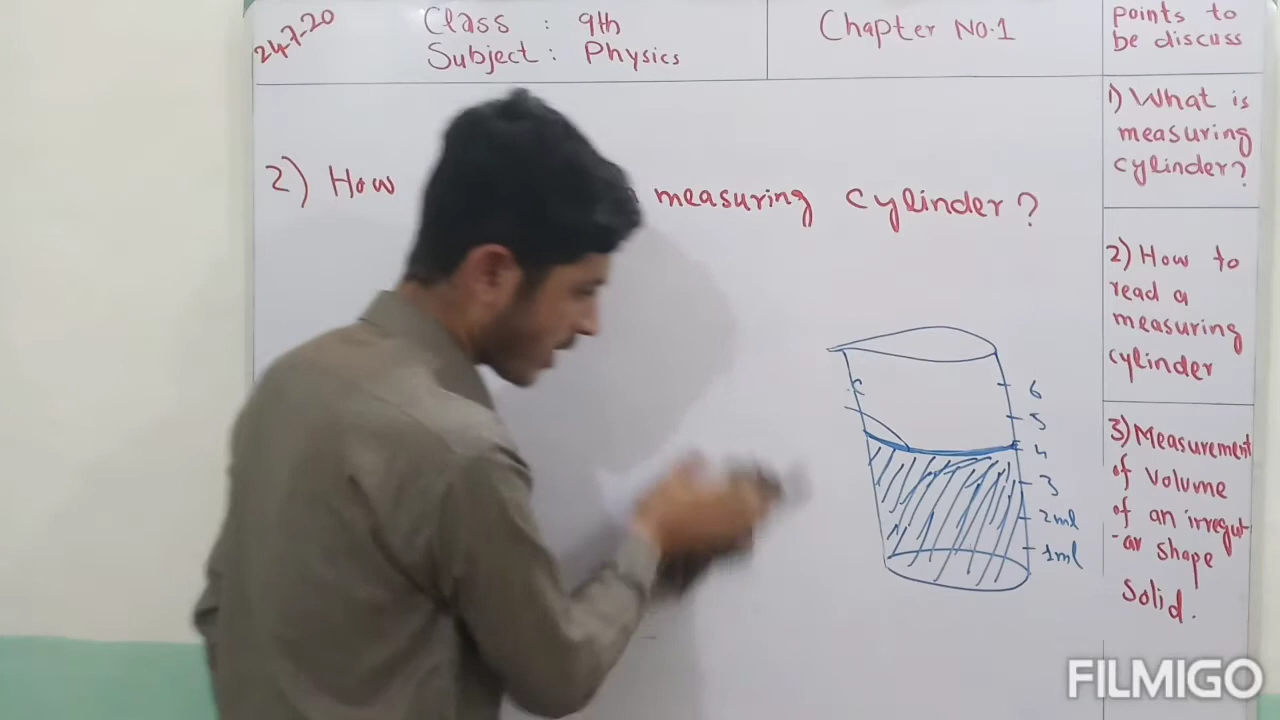 24-7-20
Class : 9th
Subject : Physics
Chapter No.1
points to
be discuss
1) What is
measuring
cylinder?
2) How to
read a
measuring
cylinder
3) Measurement
of volume
of an irregul-
-ar shape
solid.
2) How measuring cylinder?
6
5
4
3
2ml
1ml
FILMIGO